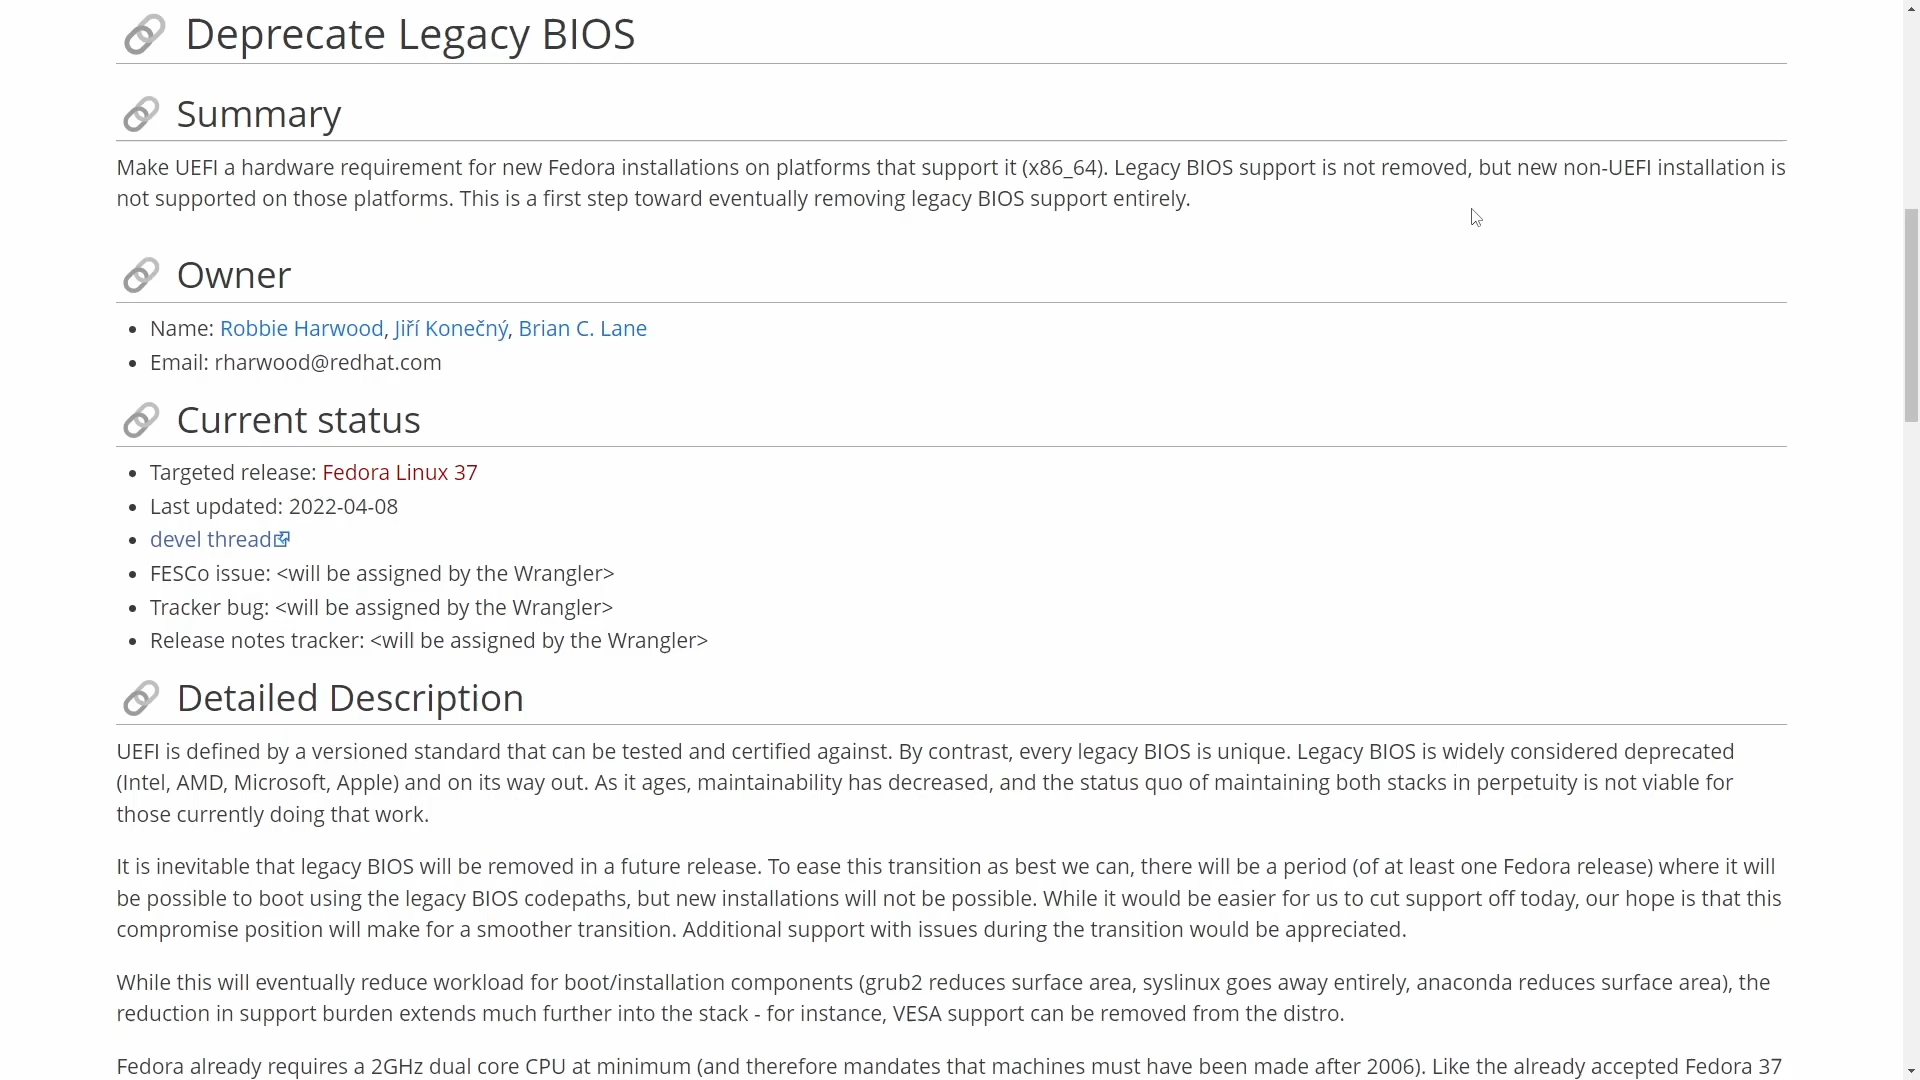 Deprecate Legacy BIOS
Summary
Make UEFI a hardware requirement for new Fedora installations on platforms that support it (x86_64). Legacy BIOS support is not removed, but new non-UEFI installation is
not supported on those platforms. This is a first step toward eventually removing legacy BIOS support entirely.
Owner
Name: Robbie Harwood, Jiří Konečný, Brian C. Lane
Email: rharwood@redhat.com
Current status
Targeted release: Fedora Linux 37
Last updated: 2022-04-08
devel thread
FESCo issue: <will be assigned by the Wrangler>
Tracker bug: <will be assigned by the Wrangler>
Release notes tracker: <will be assigned by the Wrangler>
Detailed Description
UEFI is defined by a versioned standard that can be tested and certified against. By contrast, every legacy BIOS is unique. Legacy BIOS is widely considered deprecated
(Intel, AMD, Microsoft, Apple) and on its way out. As it ages, maintainability has decreased, and the status quo of maintaining both stacks in perpetuity is not viable for
those currently doing that work.
It is inevitable that legacy BIOS will be removed in a future release. To ease this transition as best we can, there will be a period (of at least one Fedora release) where it will
be possible to boot using the legacy BIOS codepaths, but new installations will not be possible. While it would be easier for us to cut support off today, our hope is that this
compromise position will make for a smoother transition. Additional support with issues during the transition would be appreciated.
While this will eventually reduce workload for boot/installation components (grub2 reduces surface area, syslinux goes away entirely, anaconda reduces surface area), the
reduction in support burden extends much further into the stack - for instance, VESA support can be removed from the distro.
Fedora already requires a 2GHz dual core CPU at minimum (and therefore mandates that machines must have been made after 2006). Like the already accepted Fedora 37